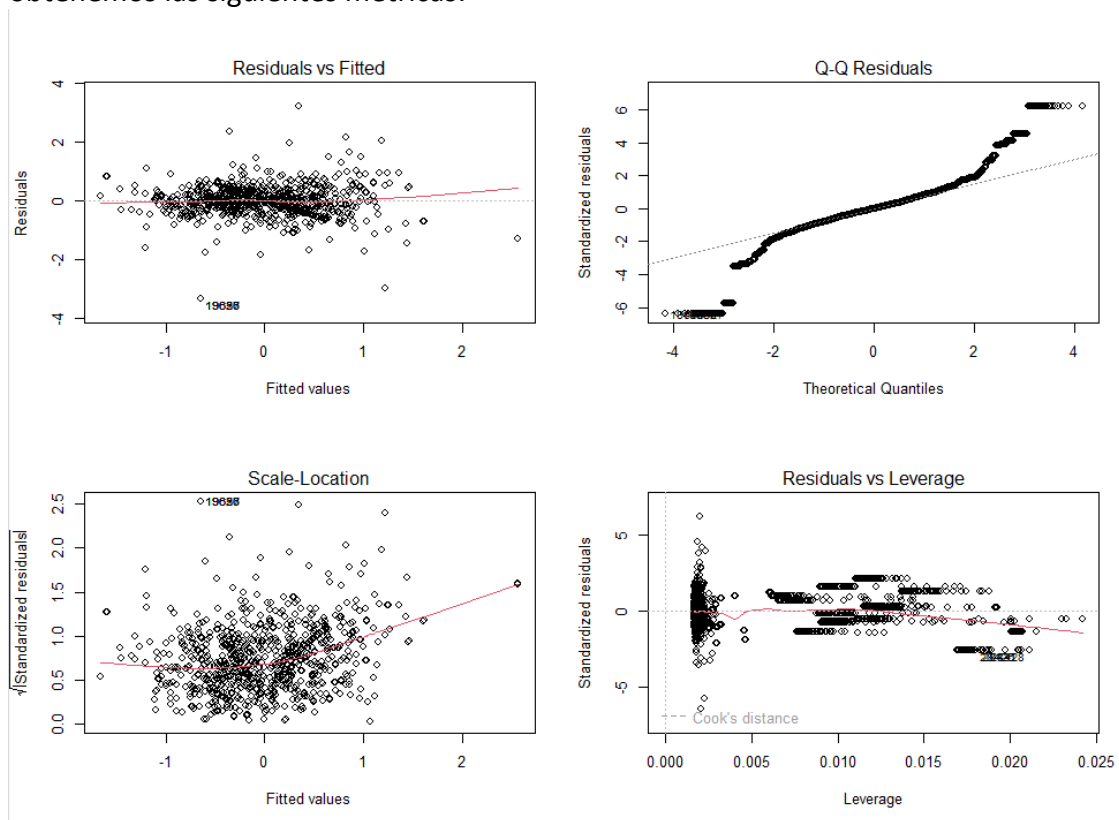 obtenemos las siguientes métricas:
Residuals vs Fitted
Residuals
4
2
0
-2
-4
-1 0 1 2
Fitted values
Q-Q Residuals
Standardized residuals
6
4
2
0
-2
-4
-6
-4 -2 0 2 4
Theoretical Quantiles
Scale-Location
√|Standardized residuals|
2.5
2.0
1.5
1.0
0.5
0.0
-1 0 1 2
Fitted values
Residuals vs Leverage
Standardized residuals
5
0
-5
Cook's distance
0.000 0.005 0.010 0.015 0.020 0.025
Leverage